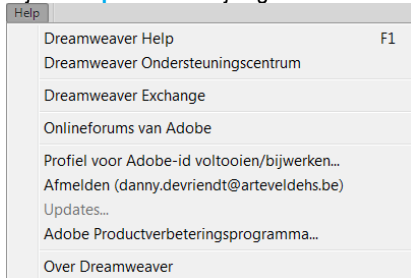 Help
Dreamweaver Help F1
Dreamweaver Ondersteuningscentrum
Dreamweaver Exchange
Onlineforums van Adobe
Profiel voor Adobe-id voltooien/bijwerken...
Afmelden (danny.devriendt@arteveldehs.be)
Updates...
Adobe Productverbeteringsprogramma...
Over Dreamweaver